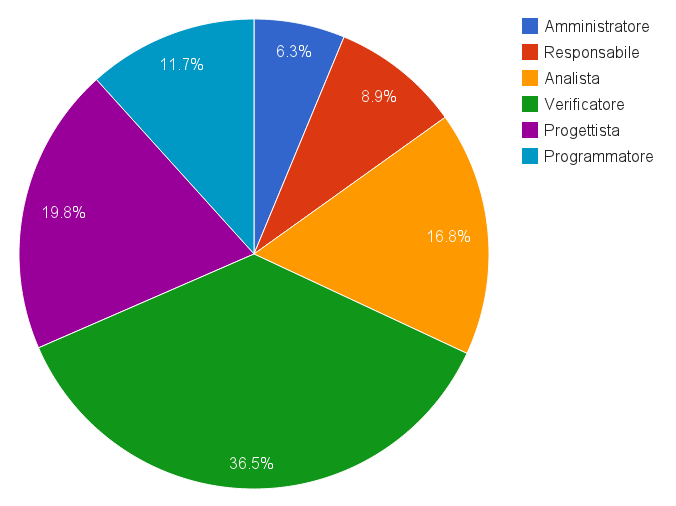 Amministratore
Responsabile
Analista
Verificatore
Progettista
Programmatore
6.3%
8.9%
16.8%
36.5%
19.8%
11.7%